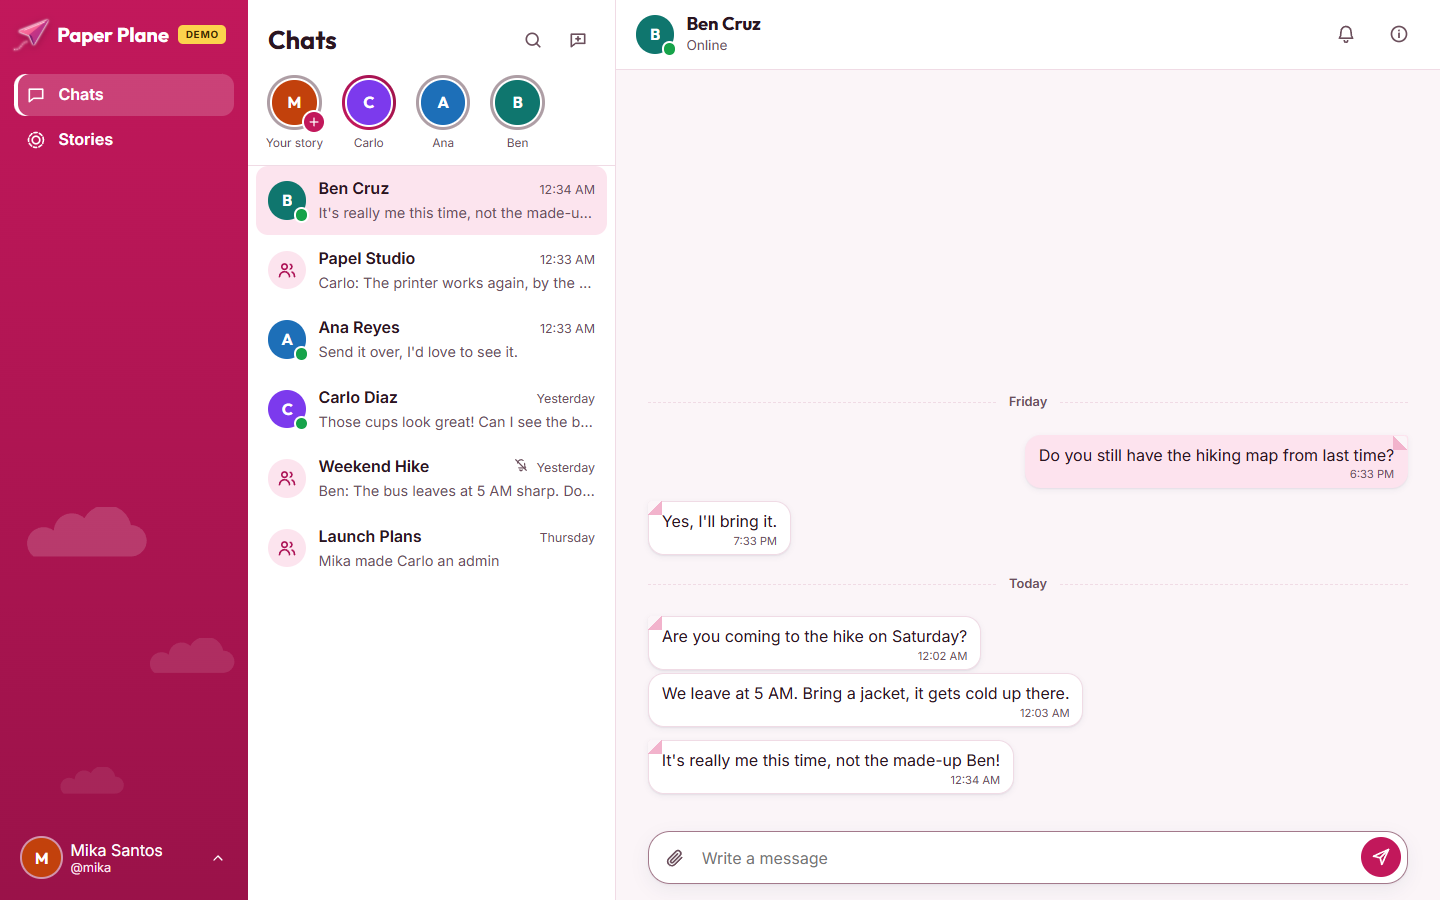 Paper Plane DEMO
Chats
Stories
Mika Santos
@mika
Chats
M
C
A
B
Your story
Carlo
Ana
Ben
B
Ben Cruz
12:34 AM
It's really me this time, not the made-u...
Papel Studio
12:33 AM
Carlo: The printer works again, by the ...
A
Ana Reyes
12:33 AM
Send it over, I'd love to see it.
C
Carlo Diaz
Yesterday
Those cups look great! Can I see the b...
Weekend Hike
Yesterday
Ben: The bus leaves at 5 AM sharp. Do...
Launch Plans
Thursday
Mika made Carlo an admin
B
Ben Cruz
Online
Friday
Do you still have the hiking map from last time?
6:33 PM
Yes, I'll bring it.
7:33 PM
Today
Are you coming to the hike on Saturday?
12:02 AM
We leave at 5 AM. Bring a jacket, it gets cold up there.
12:03 AM
It's really me this time, not the made-up Ben!
12:34 AM
Write a message
M